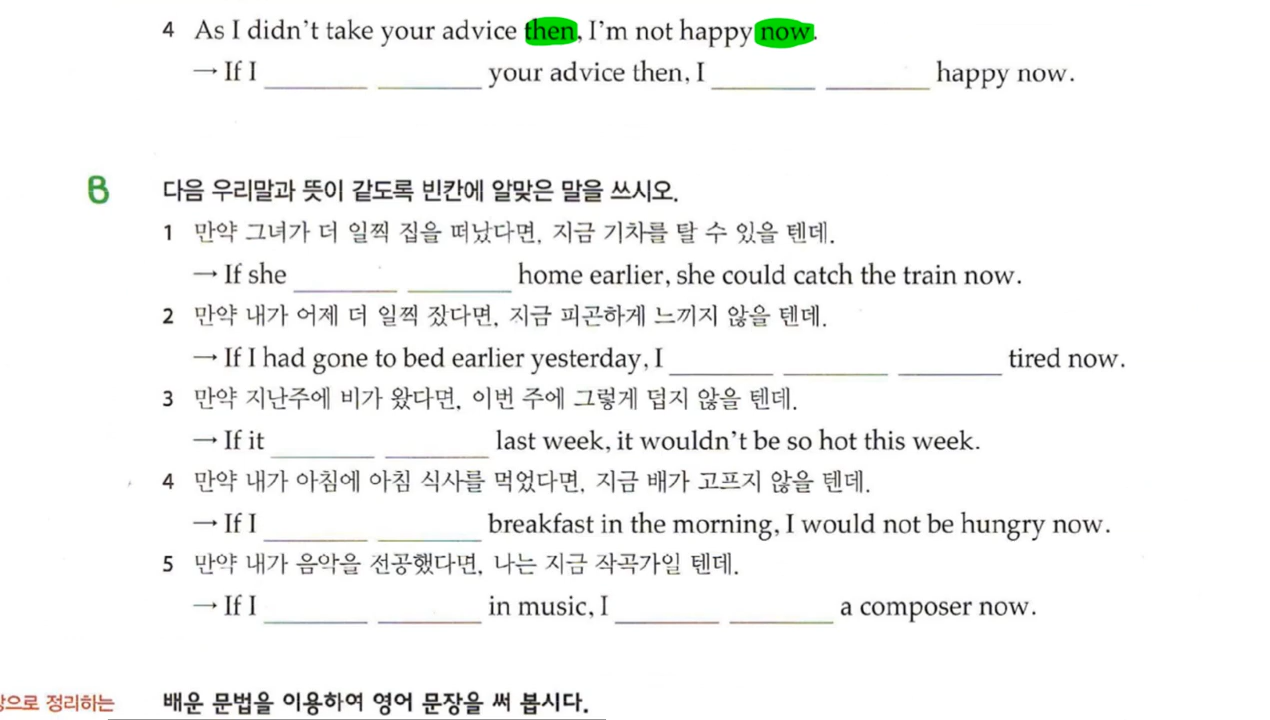 4 As I didn't take your advice then, I'm not happy now.
→ If I ________ ________ your advice then, I ________ ________ happy now.
B 다음 우리말과 뜻이 같도록 빈칸에 알맞은 말을 쓰시오.
1 만약 그녀가 더 일찍 집을 떠났다면, 지금 기차를 탈 수 있을 텐데.
→ If she ________ ________ home earlier, she could catch the train now.
2 만약 내가 어제 더 일찍 잤다면, 지금 피곤하게 느끼지 않을 텐데.
→ If I had gone to bed earlier yesterday, I ________ ________ ________ tired now.
3 만약 지난주에 비가 왔다면, 이번 주에 그렇게 덥지 않을 텐데.
→ If it ________ ________ last week, it wouldn't be so hot this week.
4 만약 내가 아침에 아침 식사를 먹었다면, 지금 배가 고프지 않을 텐데.
→ If I ________ ________ breakfast in the morning, I would not be hungry now.
5 만약 내가 음악을 전공했다면, 나는 지금 작곡가일 텐데.
→ If I ________ ________ in music, I ________ ________ a composer now.
정리하는 배운 문법을 이용하여 영어 문장을 써 봅시다.